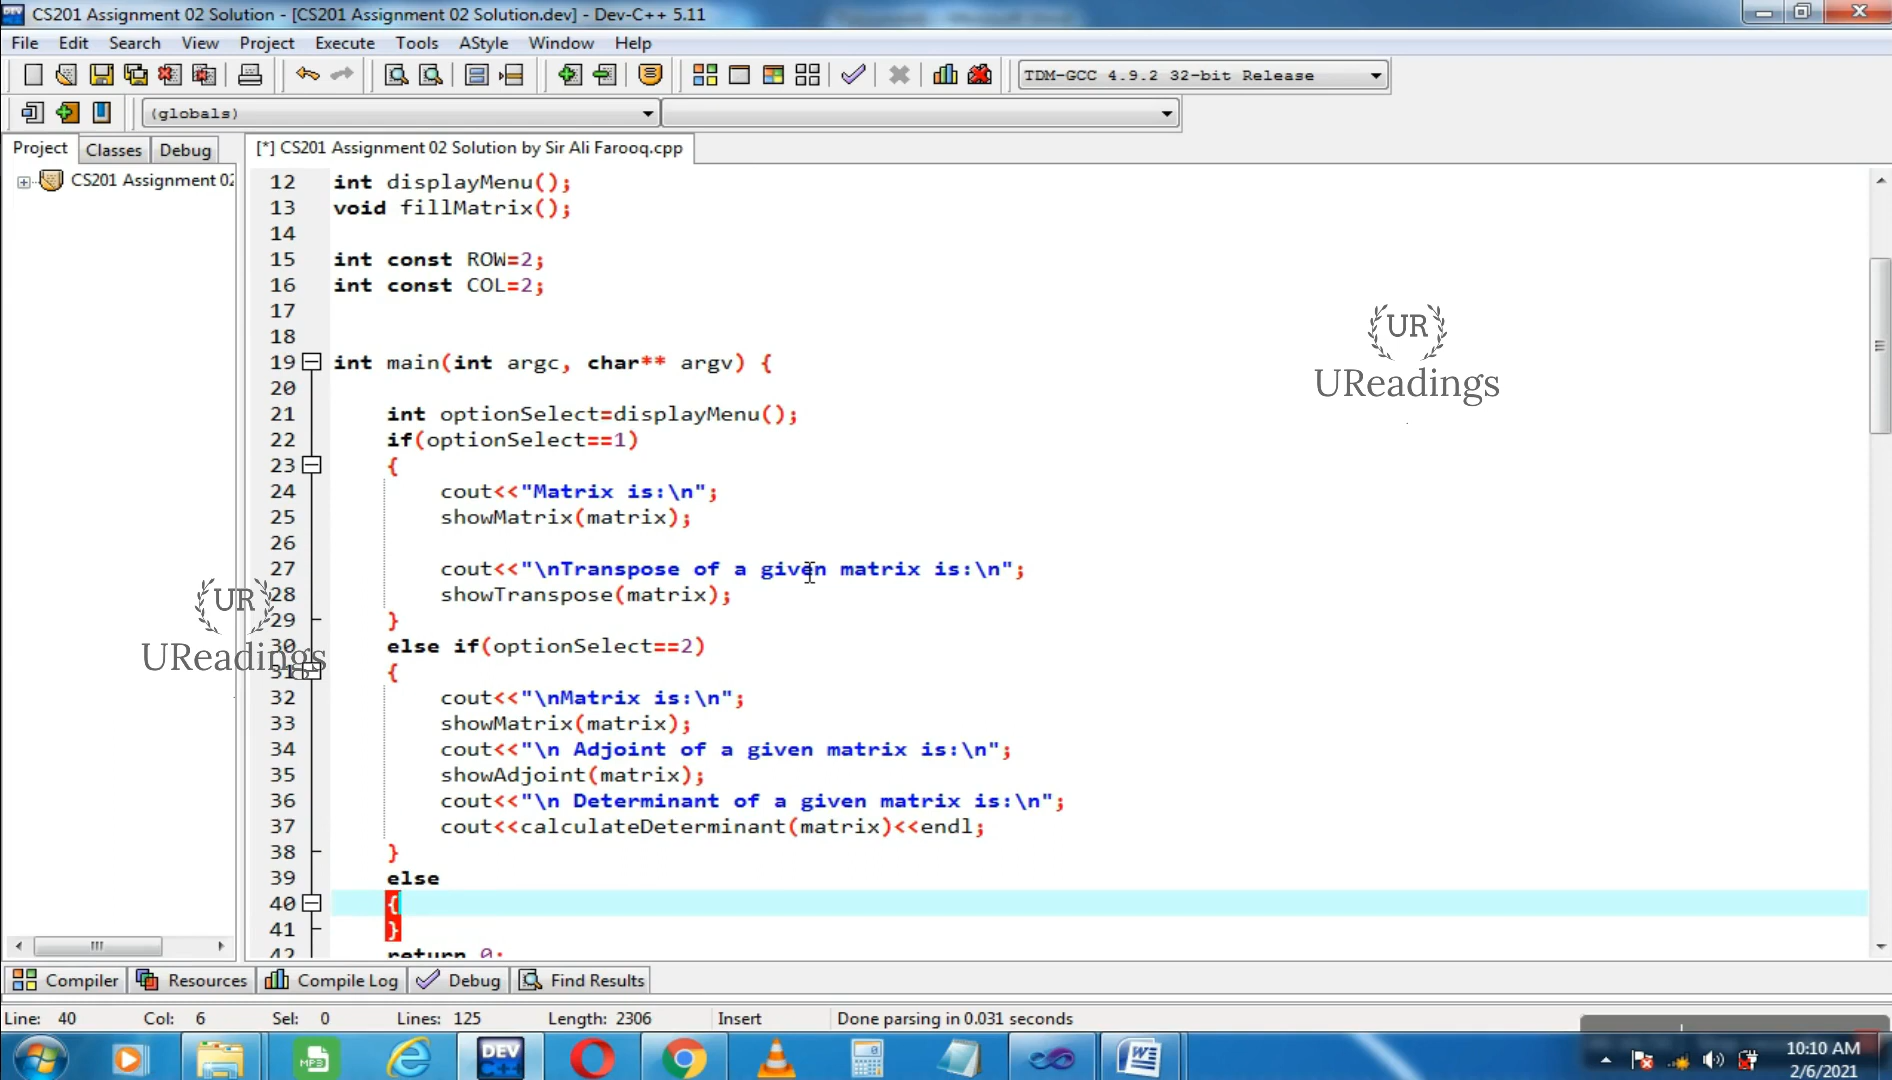 CS201 Assignment 02 Solution - [CS201 Assignment 02 Solution.dev] - Dev-C++ 5.11
File Edit Search View Project Execute Tools AStyle Window Help
TDM-GCC 4.9.2 32-bit Release
(globals)
Project Classes Debug
[*] CS201 Assignment 02 Solution by Sir Ali Farooq.cpp
CS201 Assignment 02
12 int displayMenu();
13 void fillMatrix();
14
15 int const ROW=2;
16 int const COL=2;
17
18
19 int main(int argc, char** argv) {
20
21 int optionSelect=displayMenu();
22 if(optionSelect==1)
23 {
24 cout<<"Matrix is:\n";
25 showMatrix(matrix);
26
27 cout<<"\nTranspose of a given matrix is:\n";
28 showTranspose(matrix);
29 }
30 else if(optionSelect==2)
31 {
32 cout<<"\nMatrix is:\n";
33 showMatrix(matrix);
34 cout<<"\n Adjoint of a given matrix is:\n";
35 showAdjoint(matrix);
36 cout<<"\n Determinant of a given matrix is:\n";
37 cout<<calculateDeterminant(matrix)<<endl;
38 }
39 else
40 {
41 }
42 return 0;
UR
UReadings
UR
UReadings
Compiler Resources Compile Log Debug Find Results
Line: 40 Col: 6 Sel: 0 Lines: 125 Length: 2306 Insert Done parsing in 0.031 seconds
MP3
DEV
C++
10:10 AM
2/6/2021